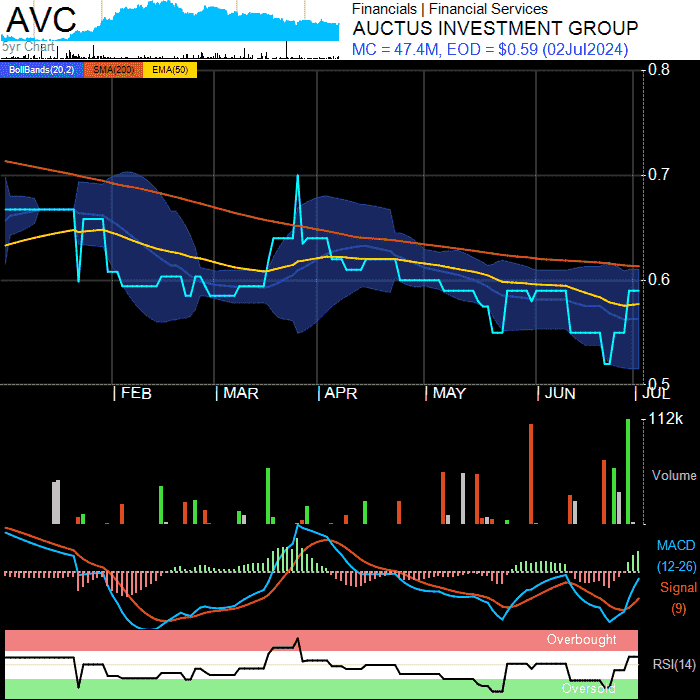 AVC
5yr Chart
Financials | Financial Services
AUCTUS INVESTMENT GROUP
MC = 47.4M, EOD = $0.59 (02Jul2024)
BollBands(20,2) SMA(200) EMA(50)
0.8
0.7
0.6
0.5
FEB MAR APR MAY JUN JUL
112k
Volume
MACD
(12-26)
Signal
(9)
Overbought
RSI(14)
Oversold